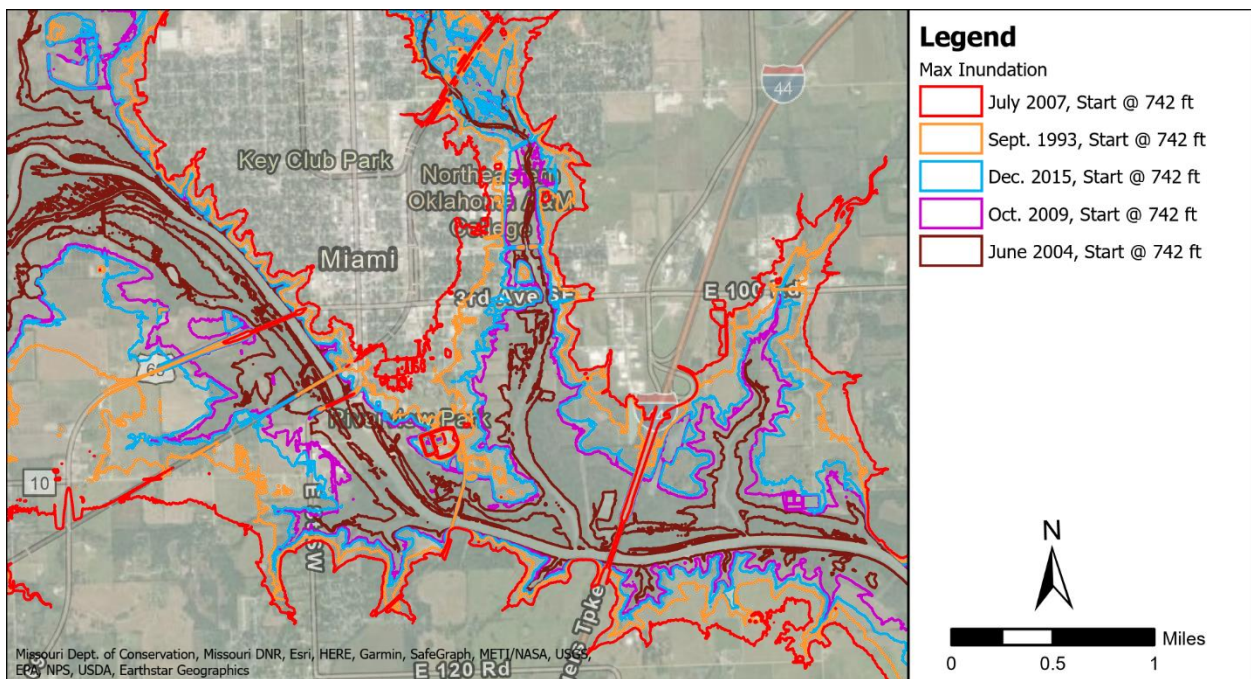 Key Club Park
Northeastern
Oklahoma A&M
College
Miami
44
3rd Ave SE
E 100 Rd
Riverview Park
10
E 120 Rd
Missouri Dept. of Conservation, Missouri DNR, Esri, HERE, Garmin, SafeGraph, METI/NASA, USGS,
EPA, NPS, USDA, Earthstar Geographics
Legend
Max Inundation
July 2007, Start @ 742 ft
Sept. 1993, Start @ 742 ft
Dec. 2015, Start @ 742 ft
Oct. 2009, Start @ 742 ft
June 2004, Start @ 742 ft
N
Miles
0 0.5 1